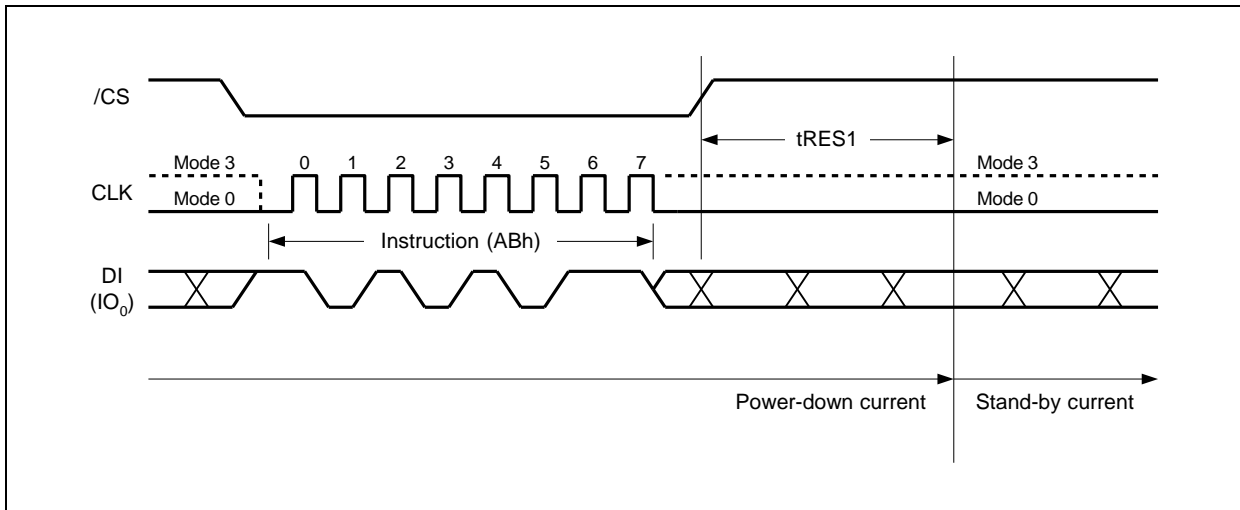 /CS
tRES1
Mode 3 0 1 2 3 4 5 6 7 Mode 3
CLK
Mode 0 Mode 0
Instruction (ABh)
DI
(IO0)
Power-down current Stand-by current